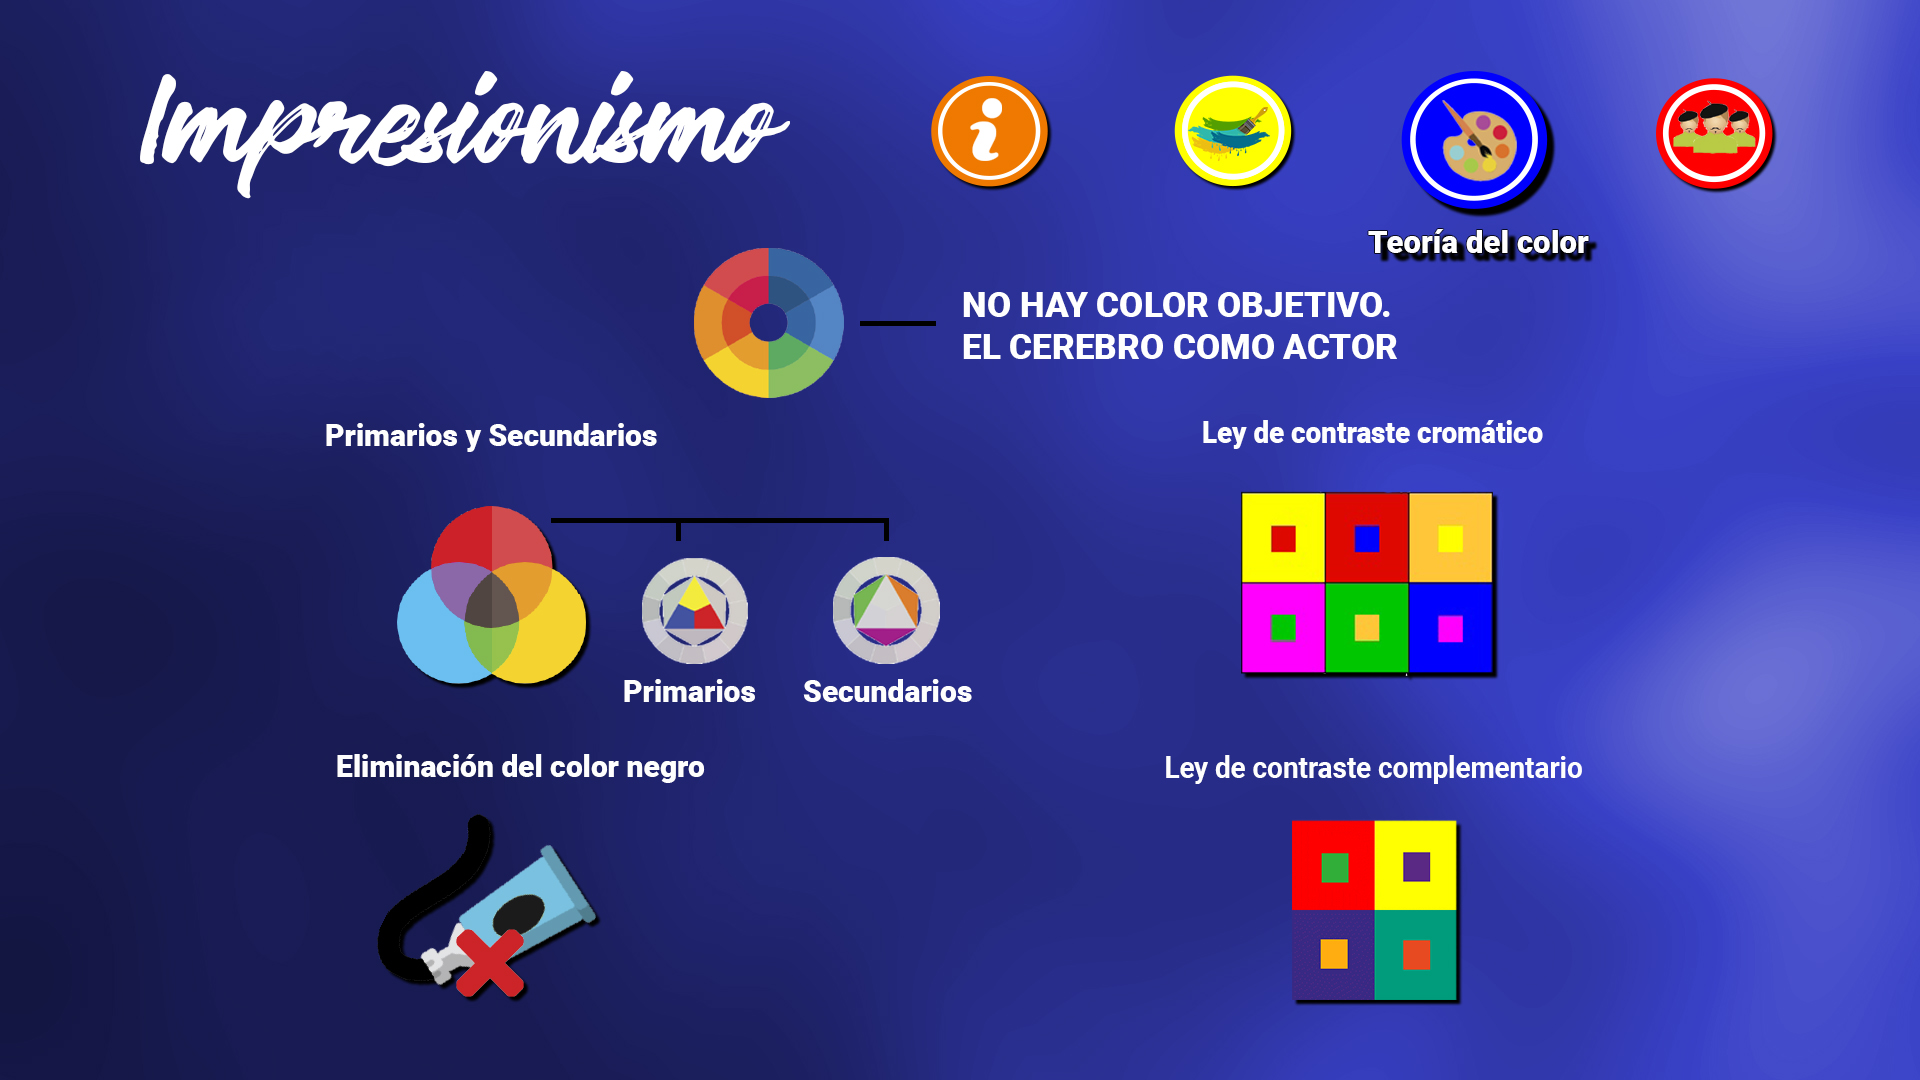 Impresionismo
Teoría del color
NO HAY COLOR OBJETIVO.
EL CEREBRO COMO ACTOR
Primarios y Secundarios
Ley de contraste cromático
Primarios
Secundarios
Eliminación del color negro
Ley de contraste complementario